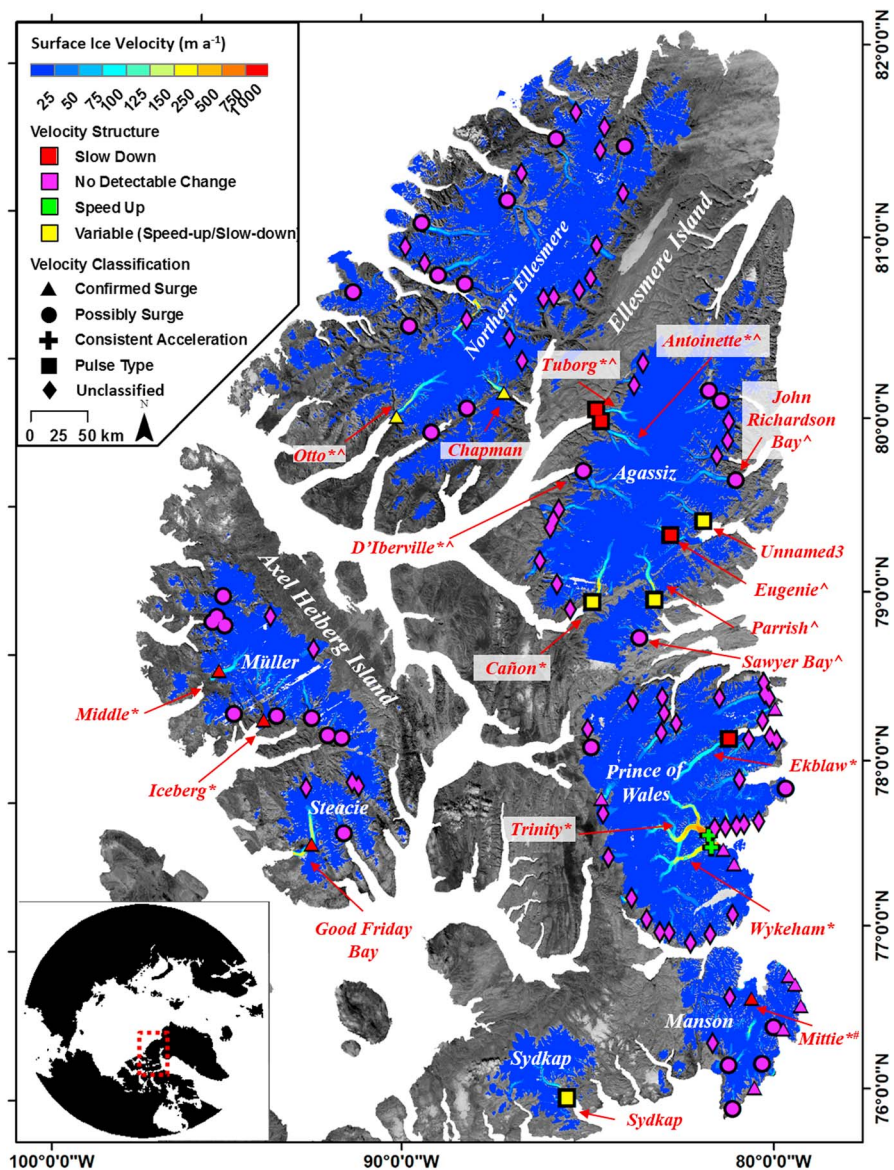 Surface Ice Velocity (m a⁻¹)
25 50 75 100 125 150 250 500 750 1'000
Velocity Structure
Slow Down
No Detectable Change
Speed Up
Variable (Speed-up/Slow-down)
Velocity Classification
Confirmed Surge
Possibly Surge
Consistent Acceleration
Pulse Type
Unclassified
0 25 50 km
N
82°0'0"N
81°0'0"N
80°0'0"N
79°0'0"N
78°0'0"N
77°0'0"N
76°0'0"N
Northern Ellesmere
Ellesmere Island
Antoinette*^
Tuborg*^
John
Richardson
Bay^
Otto*^
Chapman
Agassiz
D'Iberville*^
Unnamed3
Eugenie^
Parrish^
Cañon*
Sawyer Bay^
Axel Heiberg Island
Müller
Middle*
Iceberg*
Steacie
Good Friday
Bay
Prince of
Wales
Ekblaw*
Trinity*
Wykeham*
Manson
Mittie*#
Sydkap
Sydkap
100°0'0"W
90°0'0"W
80°0'0"W